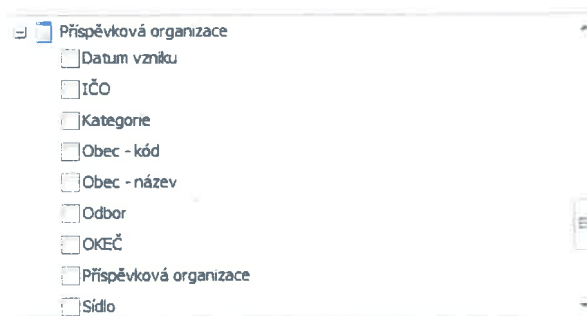 Příspěvková organizace
Datum vzniku
IČO
Kategorie
Obec - kód
Obec - název
Odbor
OKEČ
Příspěvková organizace
Sídlo